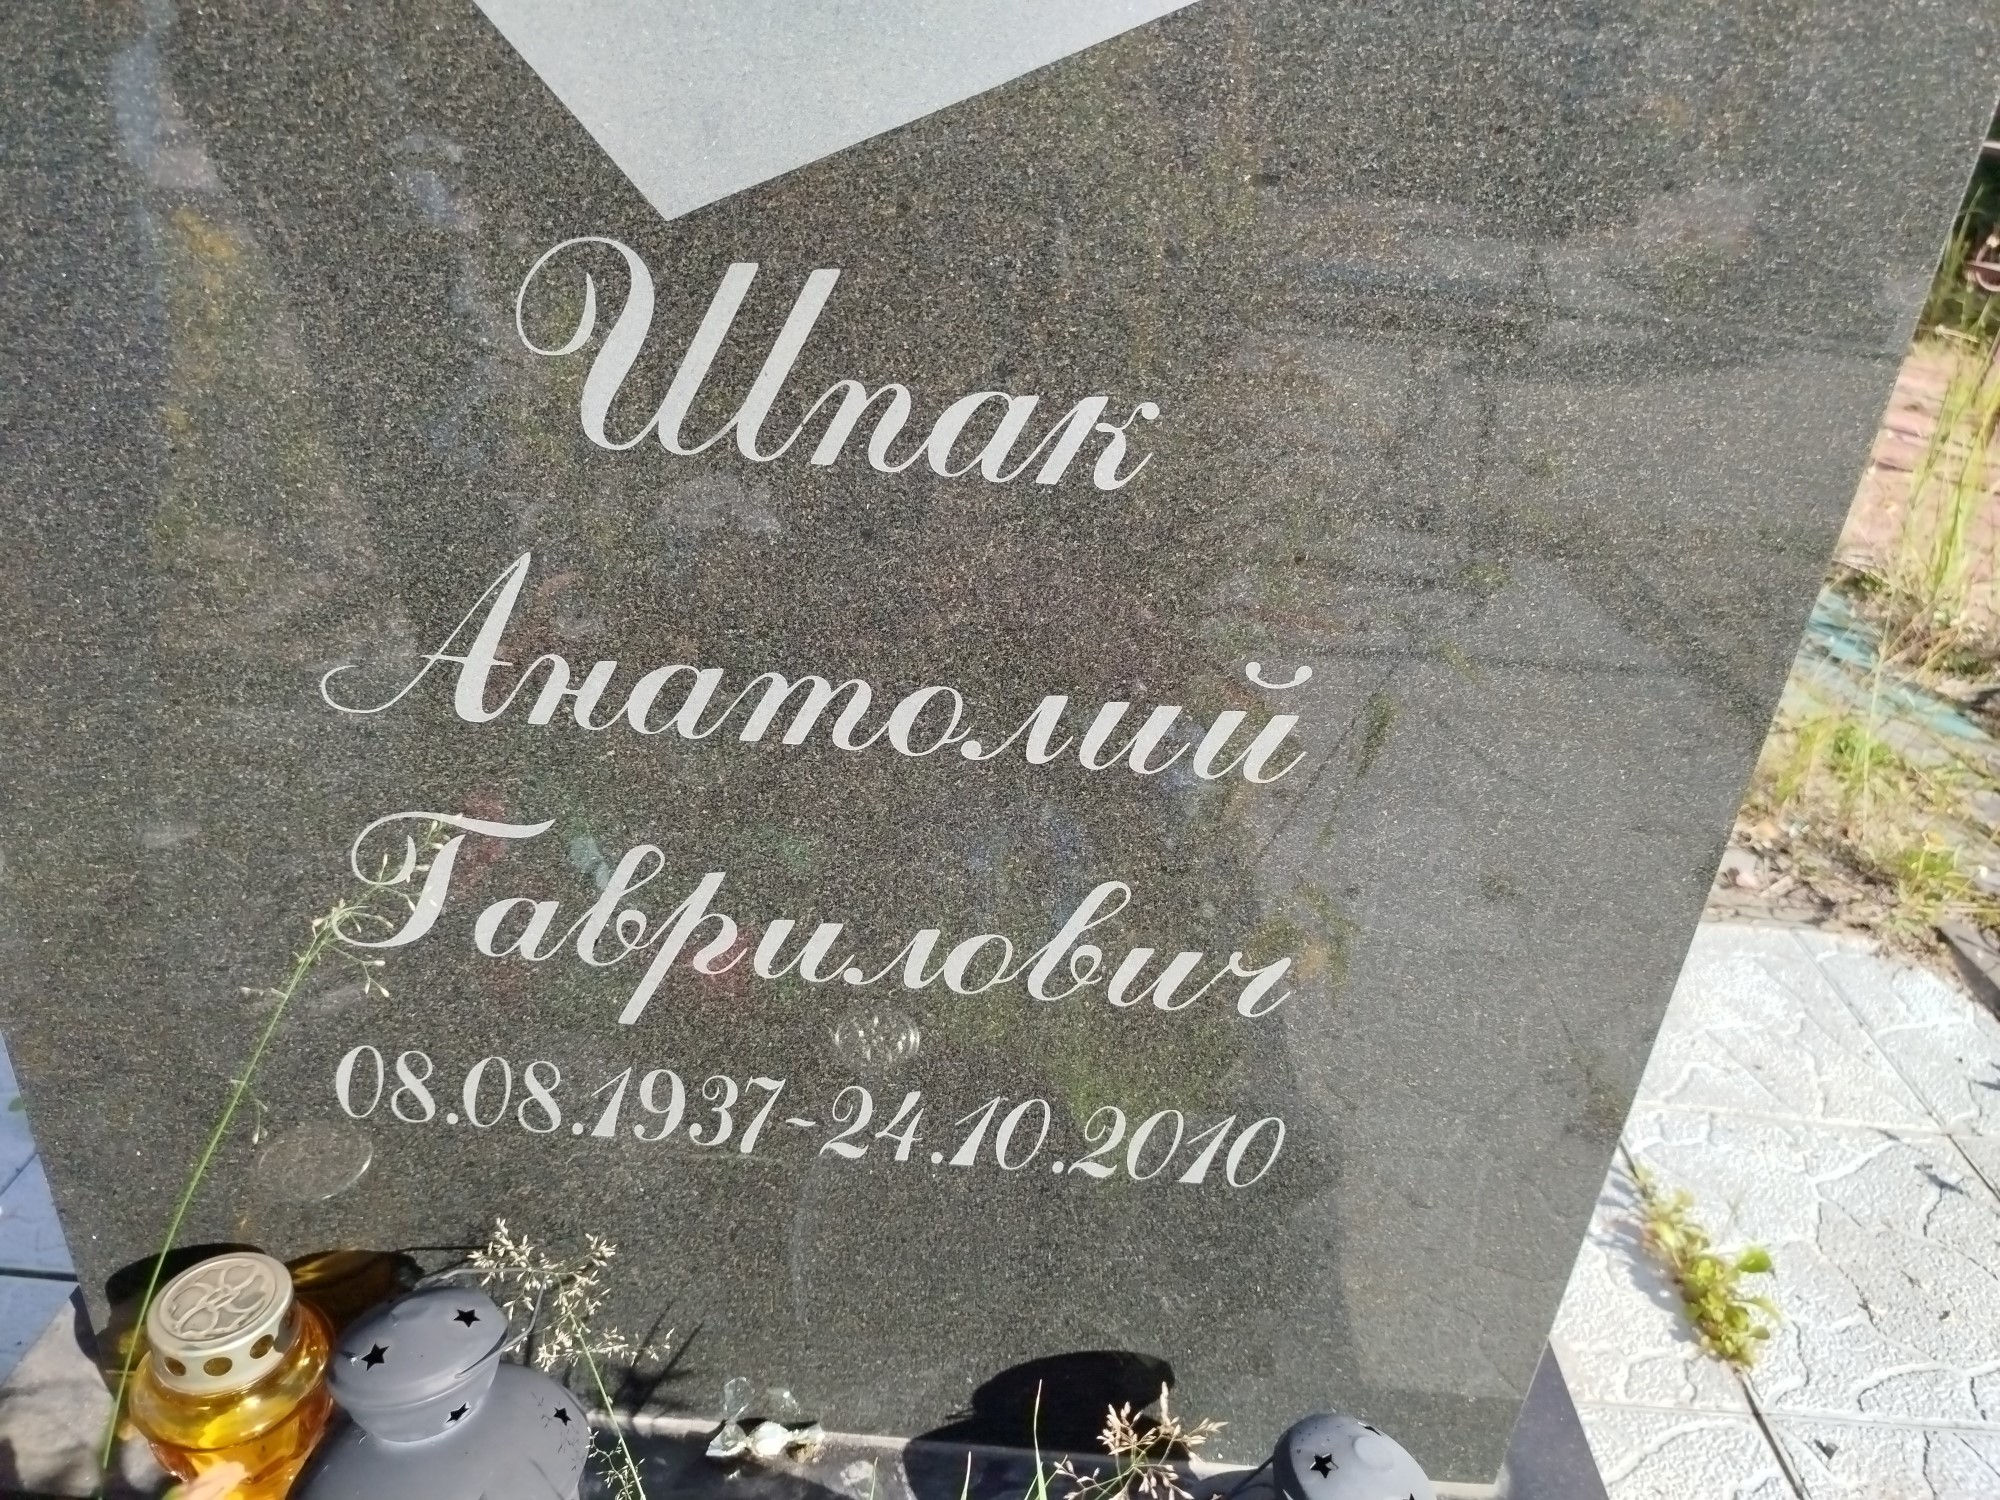 Шпак
Анатолий
Гаврилович
08.08.1937-24.10.2010